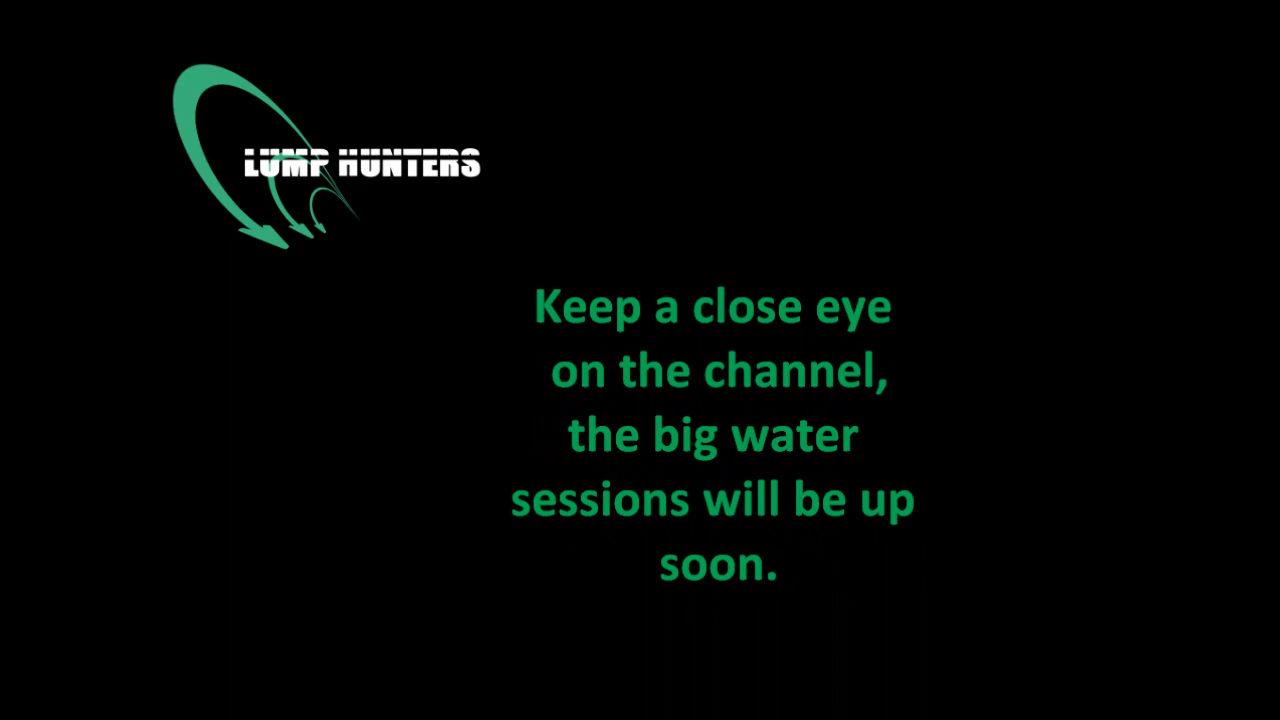 LUMP HUNTERS
Keep a close eye
on the channel,
the big water
sessions will be up
soon.